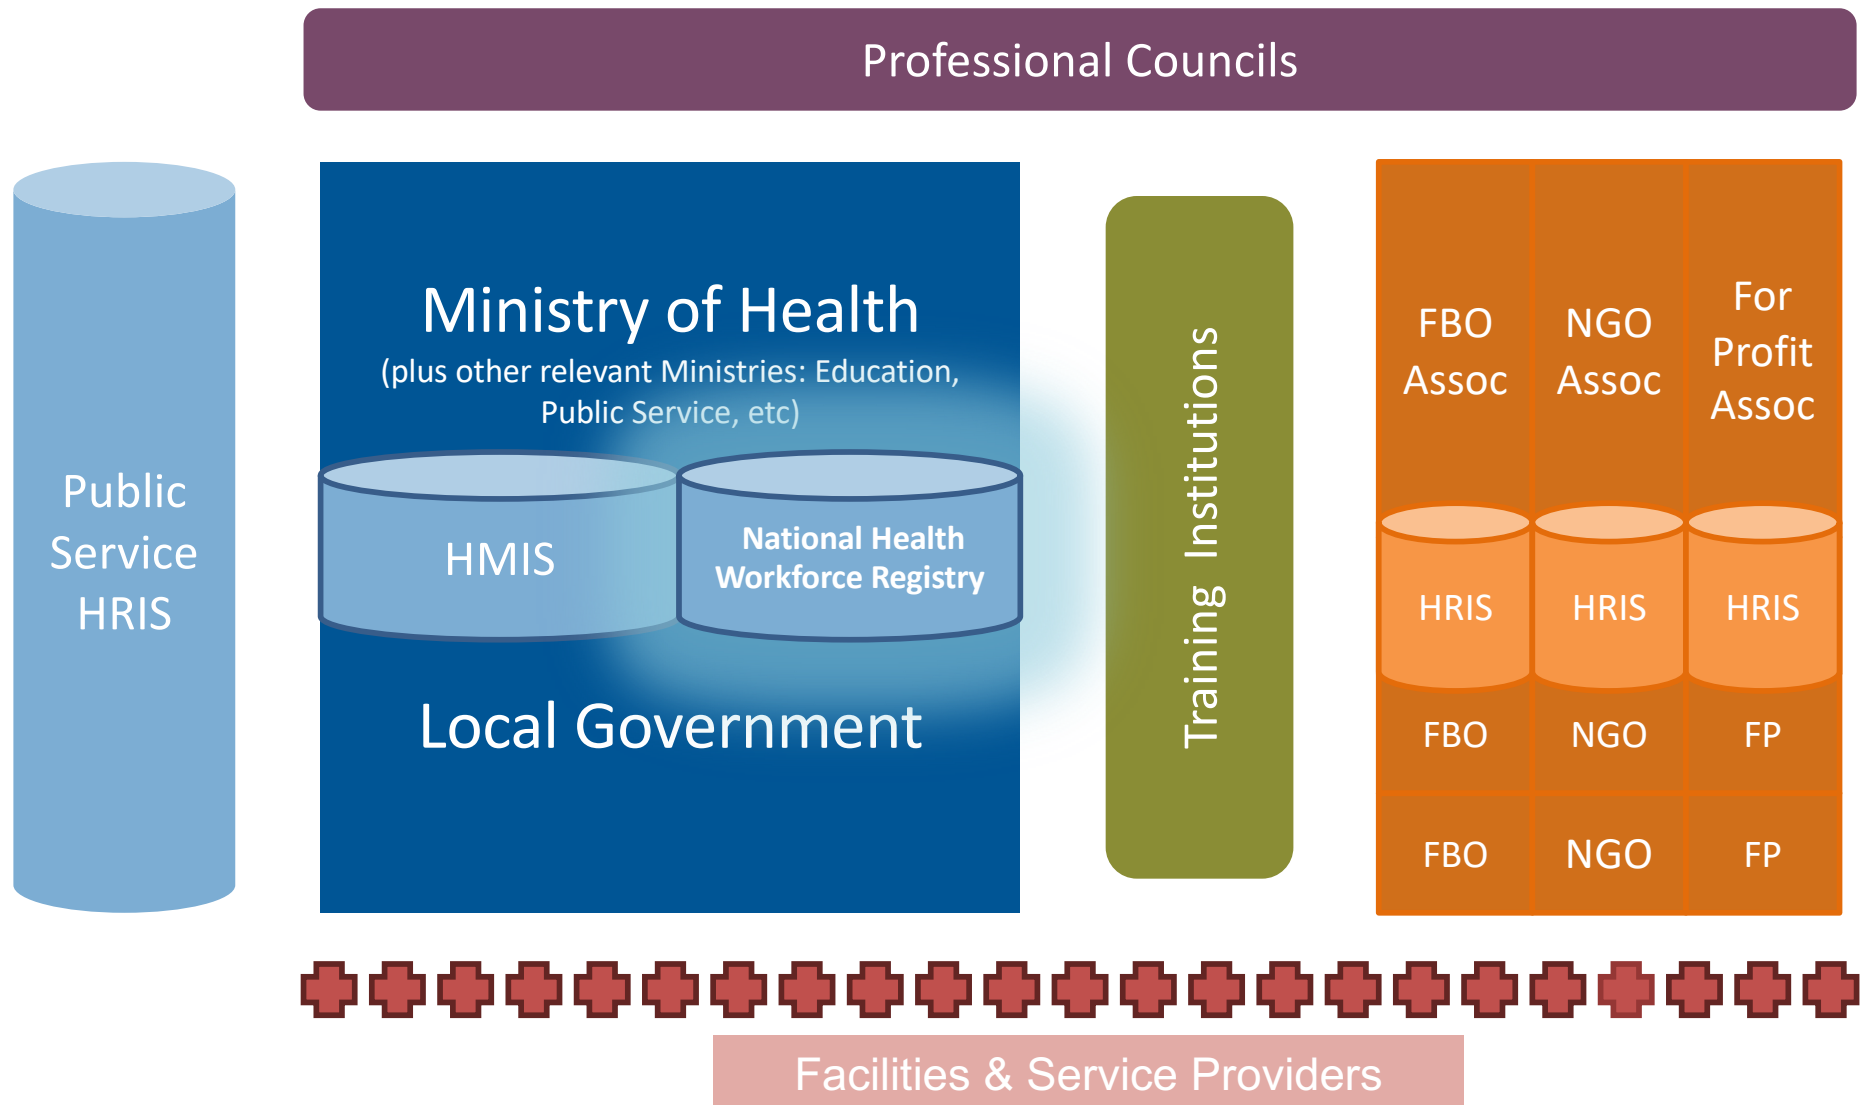 Professional Councils
Public
Service
HRIS
Ministry of Health
(plus other relevant Ministries: Education,
Public Service, etc)
HMIS
National Health
Workforce Registry
Local Government
Training Institutions
FBO
Assoc
NGO
Assoc
For
Profit
Assoc
HRIS
HRIS
HRIS
FBO
NGO
FP
FBO
NGO
FP
Facilities & Service Providers